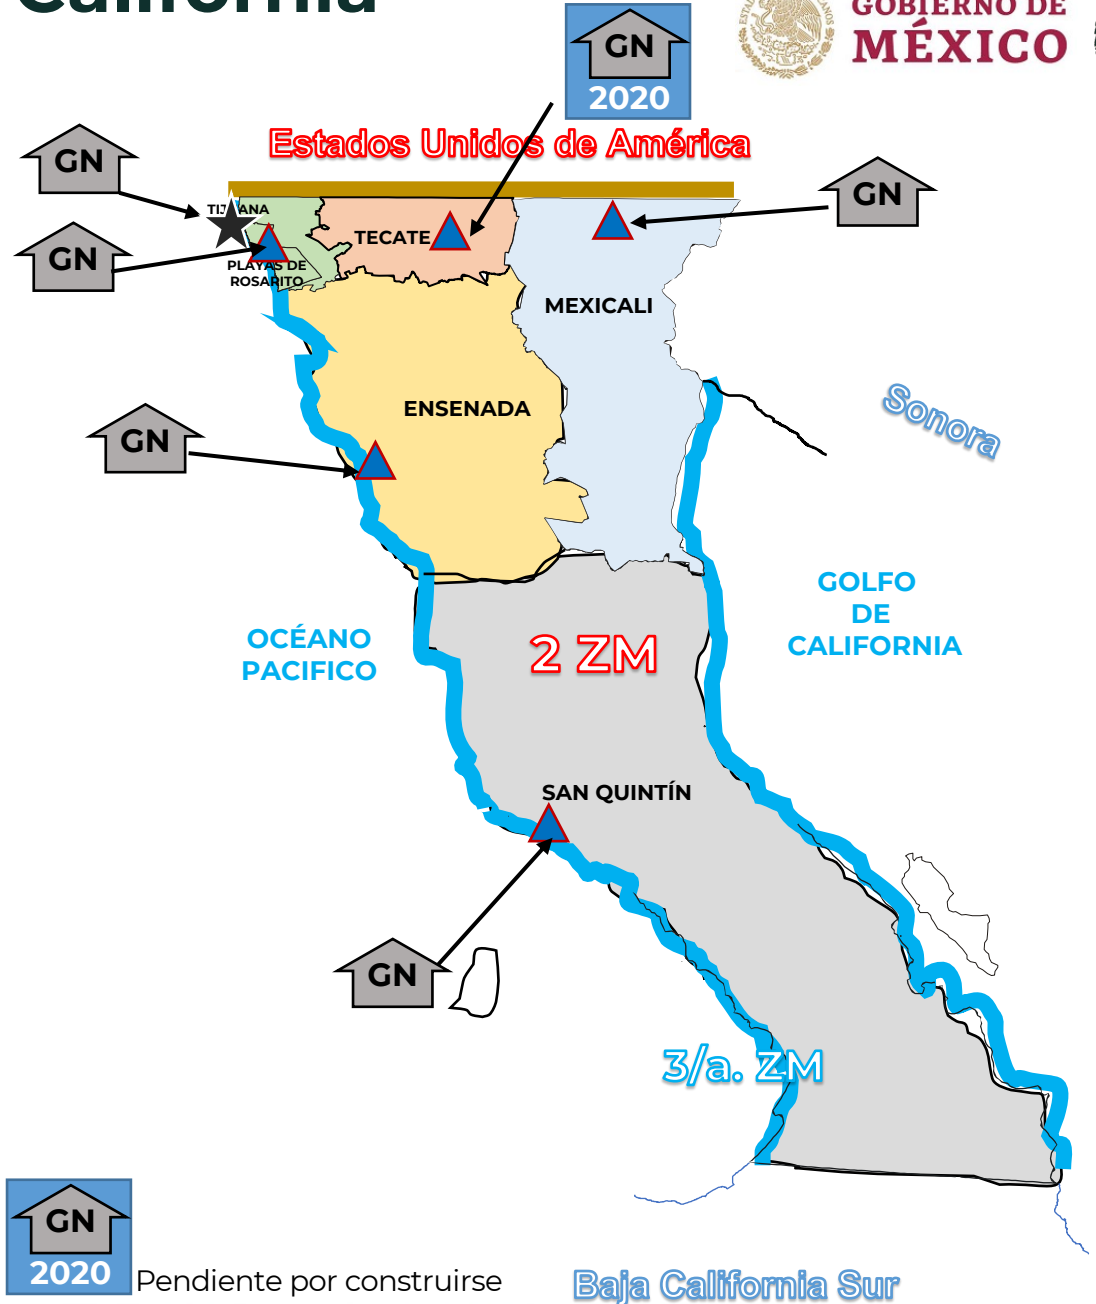 California
GOBIERNO DE
MÉXICO
GN
2020
Estados Unidos de América
GN
GN
TIJUANA
GN
PLAYAS DE
ROSARITO
TECATE
MEXICALI
ENSENADA
Sonora
GN
GOLFO
DE
CALIFORNIA
OCÉANO
PACIFICO
2 ZM
SAN QUINTÍN
GN
3/a. ZM
GN
2020
Pendiente por construirse
Baja California Sur